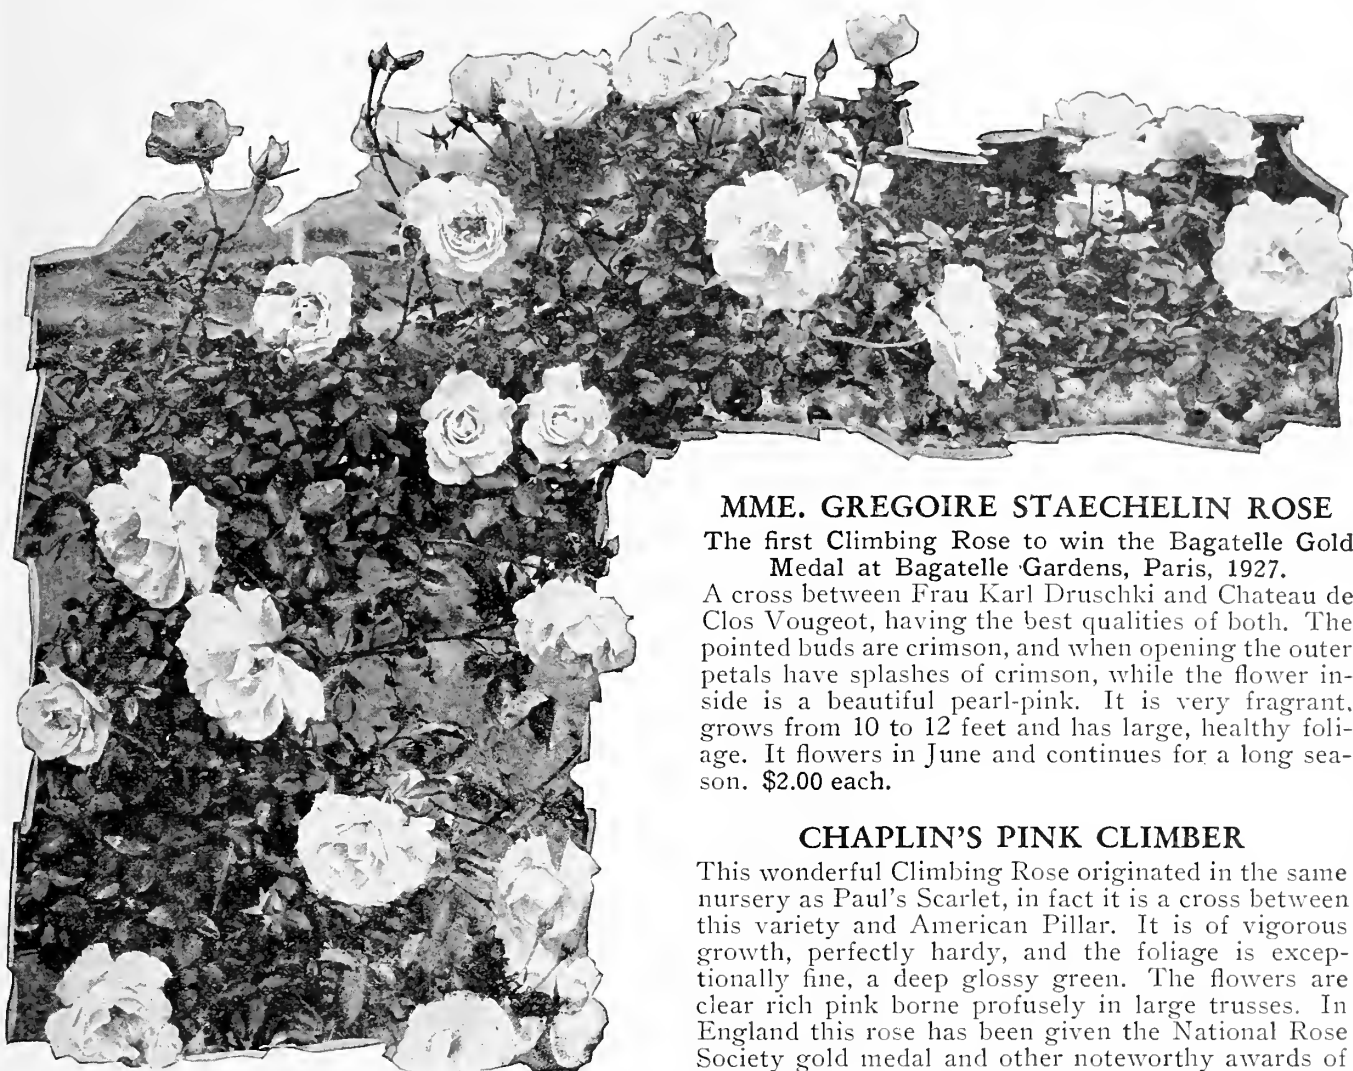 MME. GREGOIRE STAECHELIN ROSE
The first Climbing Rose to win the Bagatelle Gold
Medal at Bagatelle Gardens, Paris, 1927.
A cross between Frau Karl Druschki and Chateau de
Clos Vougeot, having the best qualities of both. The
pointed buds are crimson, and when opening the outer
petals have splashes of crimson, while the flower in-
side is a beautiful pearl-pink. It is very fragrant,
grows from 10 to 12 feet and has large, healthy foli-
age. It flowers in June and continues for a long sea-
son. $2.00 each.
CHAPLIN'S PINK CLIMBER
This wonderful Climbing Rose originated in the same
nursery as Paul's Scarlet, in fact it is a cross between
this variety and American Pillar. It is of vigorous
growth, perfectly hardy, and the foliage is excep-
tionally fine, a deep glossy green. The flowers are
clear rich pink borne profusely in large trusses. In
England this rose has been given the National Rose
Society gold medal and other noteworthy awards of